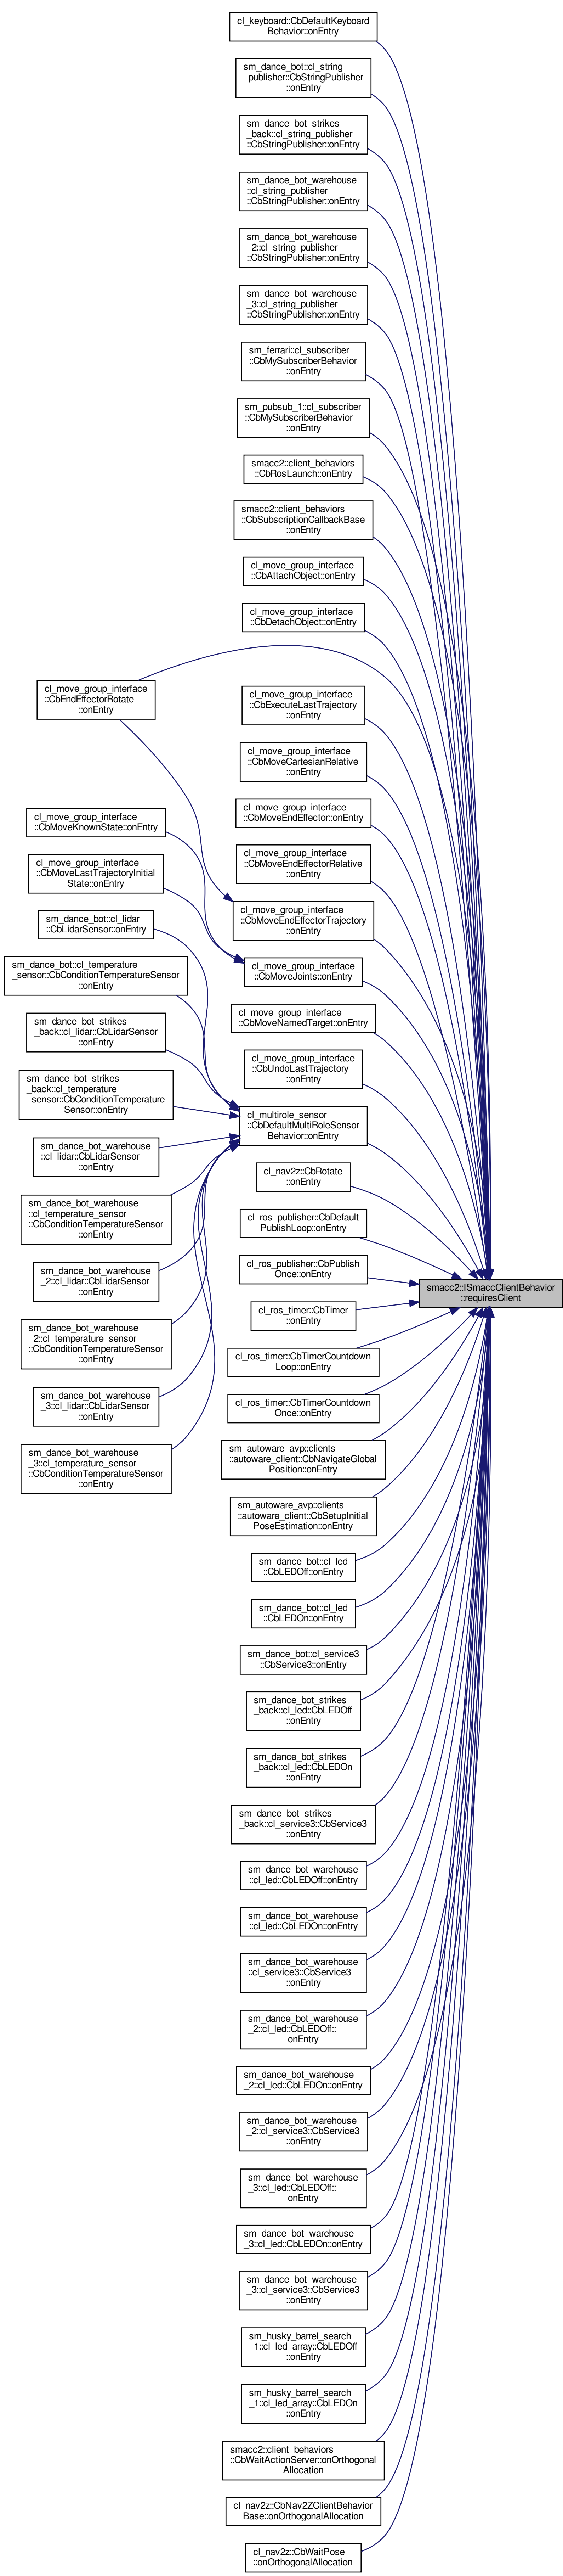 cl_keyboard::CbDefaultKeyboard
Behavior::onEntry
sm_dance_bot::cl_string
_publisher::CbStringPublisher
::onEntry
sm_dance_bot_strikes
_back::cl_string_publisher
::CbStringPublisher::onEntry
sm_dance_bot_warehouse
::cl_string_publisher
::CbStringPublisher::onEntry
sm_dance_bot_warehouse
_2::cl_string_publisher
::CbStringPublisher::onEntry
sm_dance_bot_warehouse
_3::cl_string_publisher
::CbStringPublisher::onEntry
sm_ferrari::cl_subscriber
::CbMySubscriberBehavior
::onEntry
sm_pubsub_1::cl_subscriber
::CbMySubscriberBehavior
::onEntry
smacc2::client_behaviors
::CbRosLaunch::onEntry
smacc2::client_behaviors
::CbSubscriptionCallbackBase
::onEntry
cl_move_group_interface
::CbAttachObject::onEntry
cl_move_group_interface
::CbDetachObject::onEntry
cl_move_group_interface
::CbEndEffectorRotate
::onEntry
cl_move_group_interface
::CbExecuteLastTrajectory
::onEntry
cl_move_group_interface
::CbMoveCartesianRelative
::onEntry
cl_move_group_interface
::CbMoveEndEffector::onEntry
cl_move_group_interface
::CbMoveKnownState::onEntry
cl_move_group_interface
::CbMoveEndEffectorRelative
::onEntry
cl_move_group_interface
::CbMoveLastTrajectoryInitial
State::onEntry
cl_move_group_interface
::CbMoveEndEffectorTrajectory
::onEntry
sm_dance_bot::cl_lidar
::CbLidarSensor::onEntry
cl_move_group_interface
::CbMoveJoints::onEntry
sm_dance_bot::cl_temperature
_sensor::CbConditionTemperatureSensor
::onEntry
cl_move_group_interface
::CbMoveNamedTarget::onEntry
sm_dance_bot_strikes
_back::cl_lidar::CbLidarSensor
::onEntry
cl_move_group_interface
::CbUndoLastTrajectory
::onEntry
sm_dance_bot_strikes
_back::cl_temperature
_sensor::CbConditionTemperature
Sensor::onEntry
cl_multirole_sensor
::CbDefaultMultiRoleSensor
Behavior::onEntry
sm_dance_bot_warehouse
::cl_lidar::CbLidarSensor
::onEntry
cl_nav2z::CbRotate
::onEntry
sm_dance_bot_warehouse
::cl_temperature_sensor
::CbConditionTemperatureSensor
::onEntry
cl_ros_publisher::CbDefault
PublishLoop::onEntry
sm_dance_bot_warehouse
_2::cl_lidar::CbLidarSensor
::onEntry
cl_ros_publisher::CbPublish
Once::onEntry
smacc2::ISmaccClientBehavior
::requiresClient
cl_ros_timer::CbTimer
::onEntry
sm_dance_bot_warehouse
_2::cl_temperature_sensor
::CbConditionTemperatureSensor
::onEntry
cl_ros_timer::CbTimerCountdown
Loop::onEntry
sm_dance_bot_warehouse
_3::cl_lidar::CbLidarSensor
::onEntry
cl_ros_timer::CbTimerCountdown
Once::onEntry
sm_dance_bot_warehouse
_3::cl_temperature_sensor
::CbConditionTemperatureSensor
::onEntry
sm_autoware_avp::clients
::autoware_client::CbNavigateGlobal
Position::onEntry
sm_autoware_avp::clients
::autoware_client::CbSetupInitial
PoseEstimation::onEntry
sm_dance_bot::cl_led
::CbLEDOff::onEntry
sm_dance_bot::cl_led
::CbLEDOn::onEntry
sm_dance_bot::cl_service3
::CbService3::onEntry
sm_dance_bot_strikes
_back::cl_led::CbLEDOff
::onEntry
sm_dance_bot_strikes
_back::cl_led::CbLEDOn
::onEntry
sm_dance_bot_strikes
_back::cl_service3::CbService3
::onEntry
sm_dance_bot_warehouse
::cl_led::CbLEDOff::onEntry
sm_dance_bot_warehouse
::cl_led::CbLEDOn::onEntry
sm_dance_bot_warehouse
::cl_service3::CbService3
::onEntry
sm_dance_bot_warehouse
_2::cl_led::CbLEDOff::
onEntry
sm_dance_bot_warehouse
_2::cl_led::CbLEDOn::onEntry
sm_dance_bot_warehouse
_2::cl_service3::CbService3
::onEntry
sm_dance_bot_warehouse
_3::cl_led::CbLEDOff::
onEntry
sm_dance_bot_warehouse
_3::cl_led::CbLEDOn::onEntry
sm_dance_bot_warehouse
_3::cl_service3::CbService3
::onEntry
sm_husky_barrel_search
_1::cl_led_array::CbLEDOff
::onEntry
sm_husky_barrel_search
_1::cl_led_array::CbLEDOn
::onEntry
smacc2::client_behaviors
::CbWaitActionServer::onOrthogonal
Allocation
cl_nav2z::CbNav2ZClientBehavior
Base::onOrthogonalAllocation
cl_nav2z::CbWaitPose
::onOrthogonalAllocation